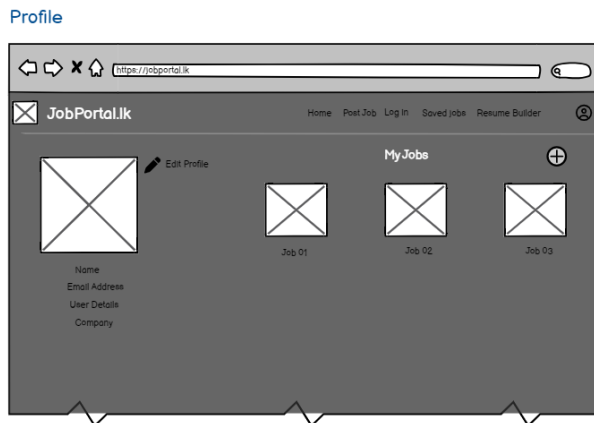 Profile
https://jobportal.lk
JobPortal.lk
Home Post Job Log In Saved jobs Resume Builder
Edit Profile
My Jobs
Job 01 Job 02 Job 03
Name
Email Address
User Details
Company